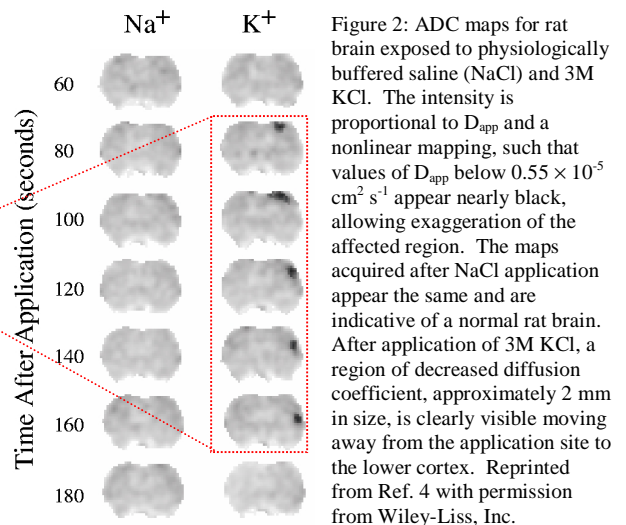 Na+ K+
Time After Application (seconds)
60
80
100
120
140
160
180
Figure 2: ADC maps for rat
brain exposed to physiologically
buffered saline (NaCl) and 3M
KCl. The intensity is
proportional to Dapp and a
nonlinear mapping, such that
values of Dapp below 0.55 × 10-5
cm2 s-1 appear nearly black,
allowing exaggeration of the
affected region. The maps
acquired after NaCl application
appear the same and are
indicative of a normal rat brain.
After application of 3M KCl, a
region of decreased diffusion
coefficient, approximately 2 mm
in size, is clearly visible moving
away from the application site to
the lower cortex. Reprinted
from Ref. 4 with permission
from Wiley-Liss, Inc.